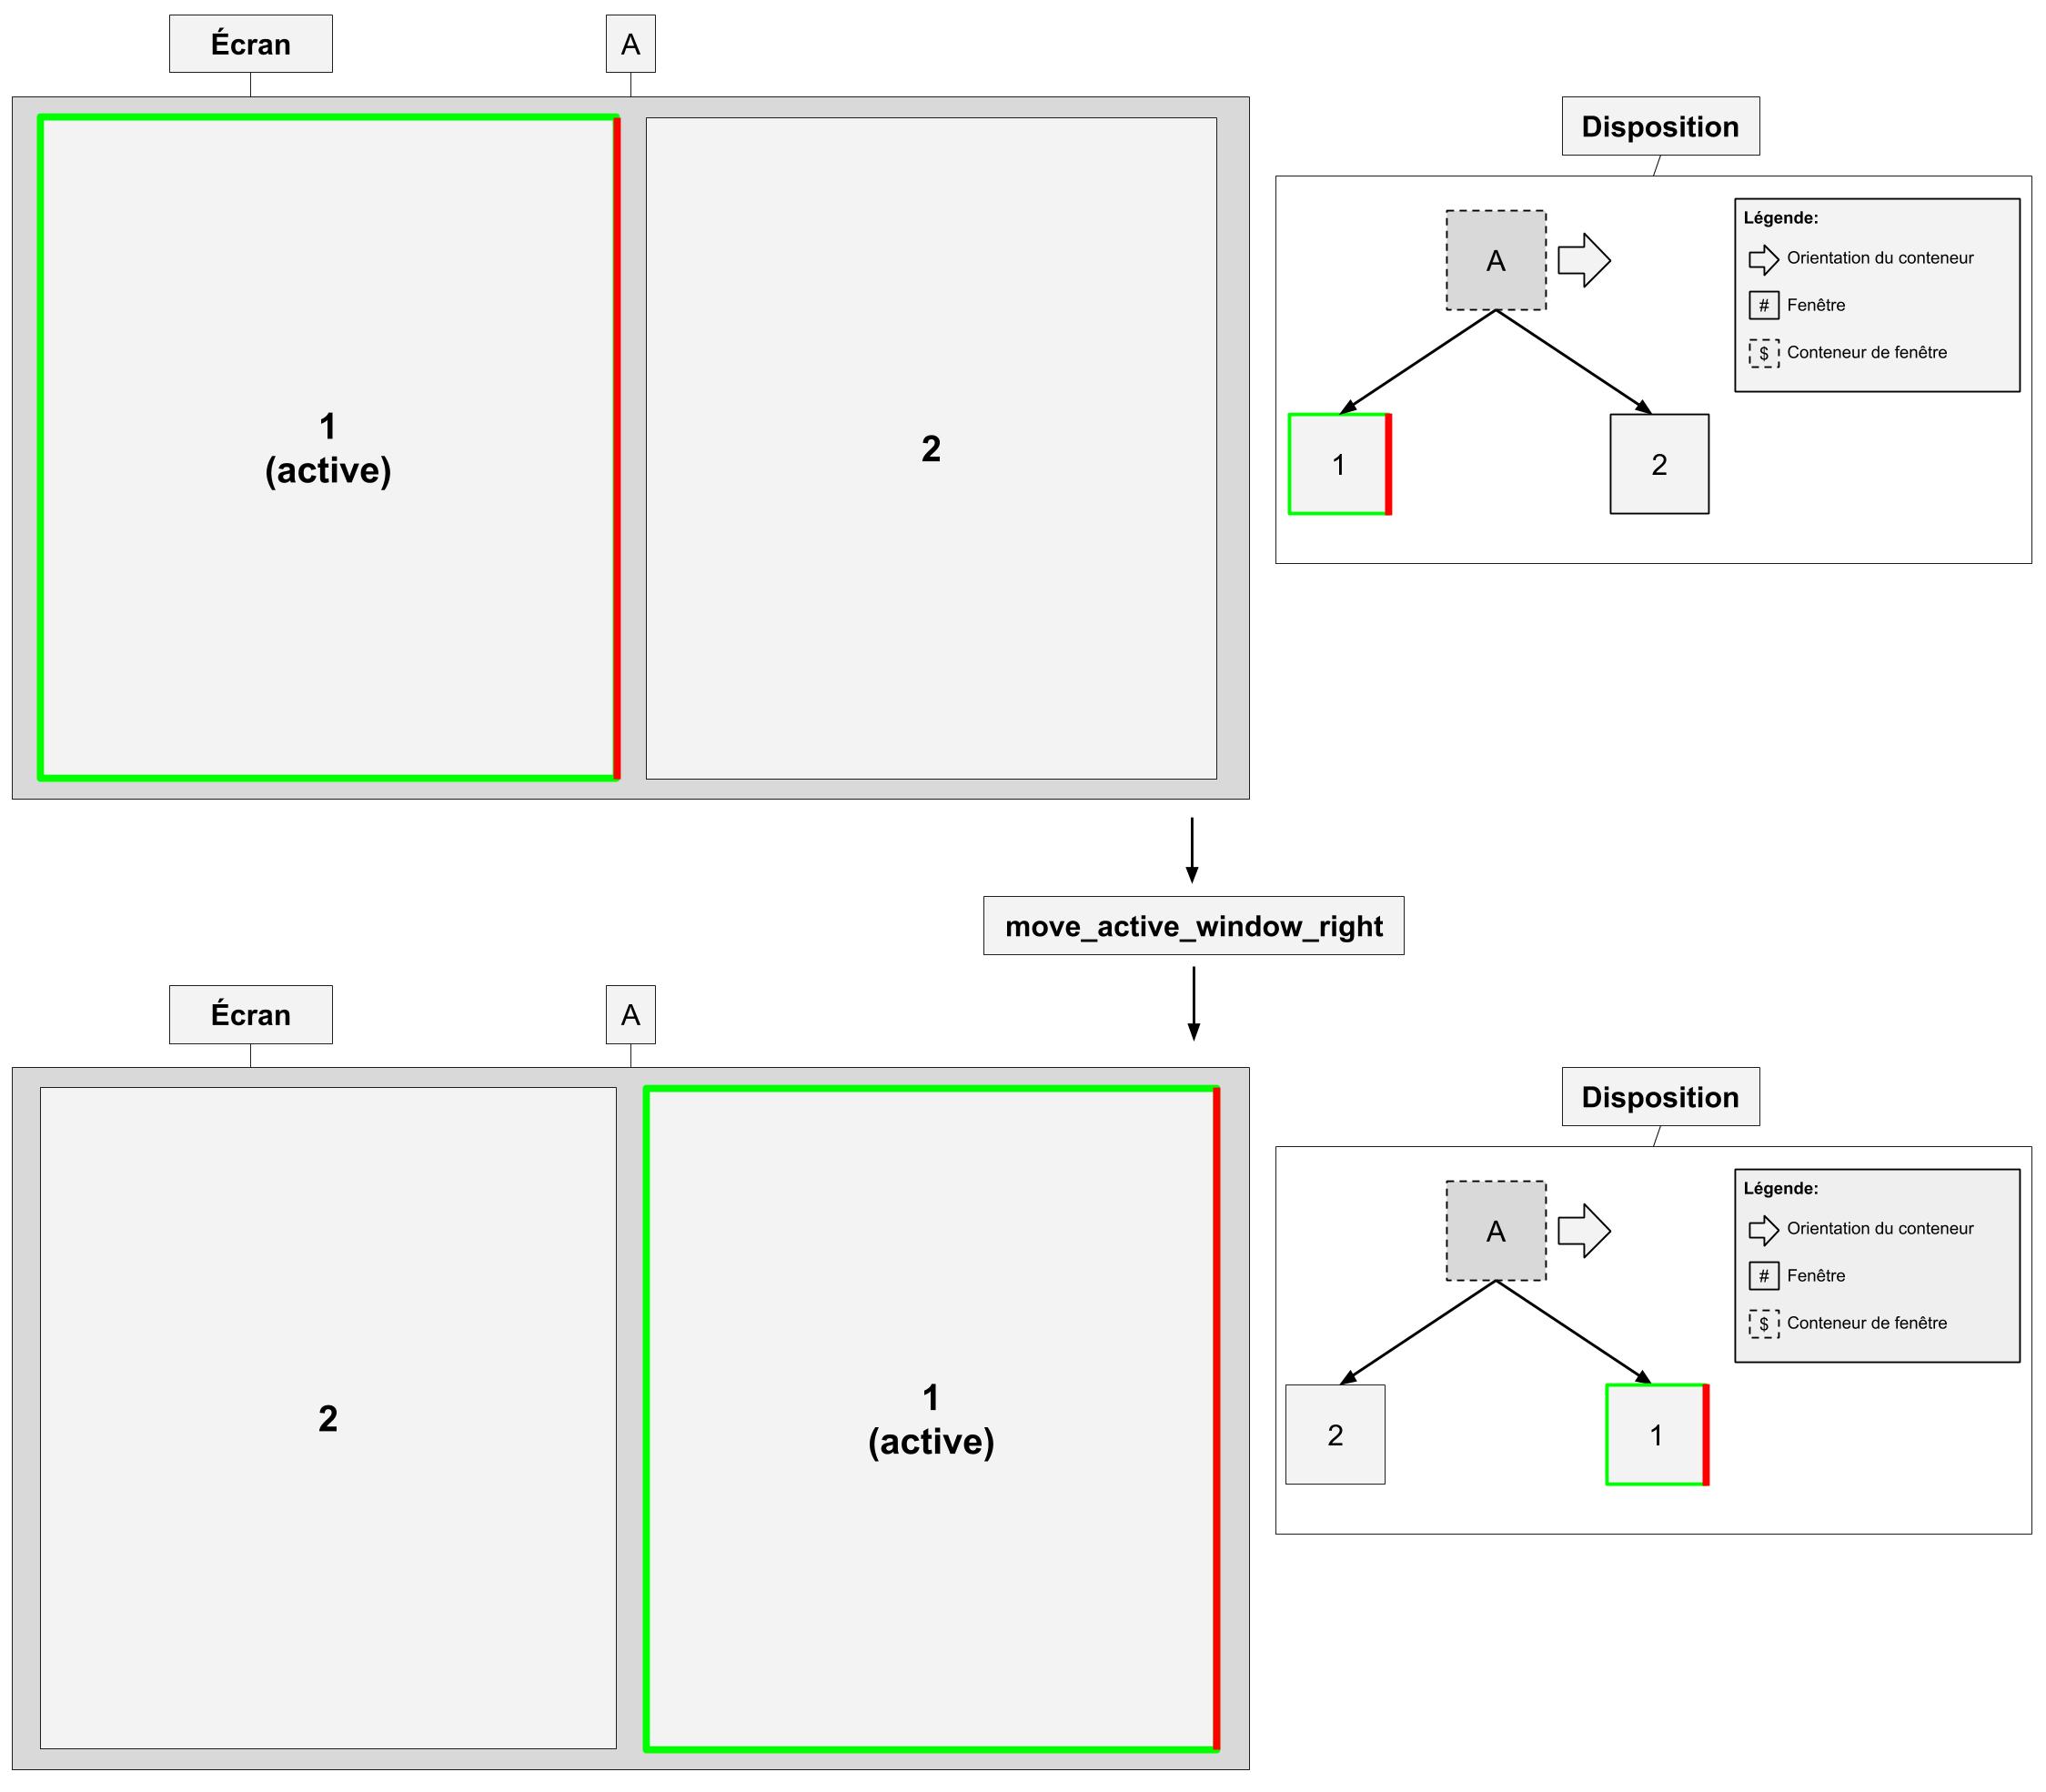 Écran
A
1
(active)
2
Disposition
A
1
2
Légende:
Orientation du conteneur
# Fenêtre
$ Conteneur de fenêtre
move_active_window_right
Écran
A
2
1
(active)
Disposition
A
2
1
Légende:
Orientation du conteneur
# Fenêtre
$ Conteneur de fenêtre